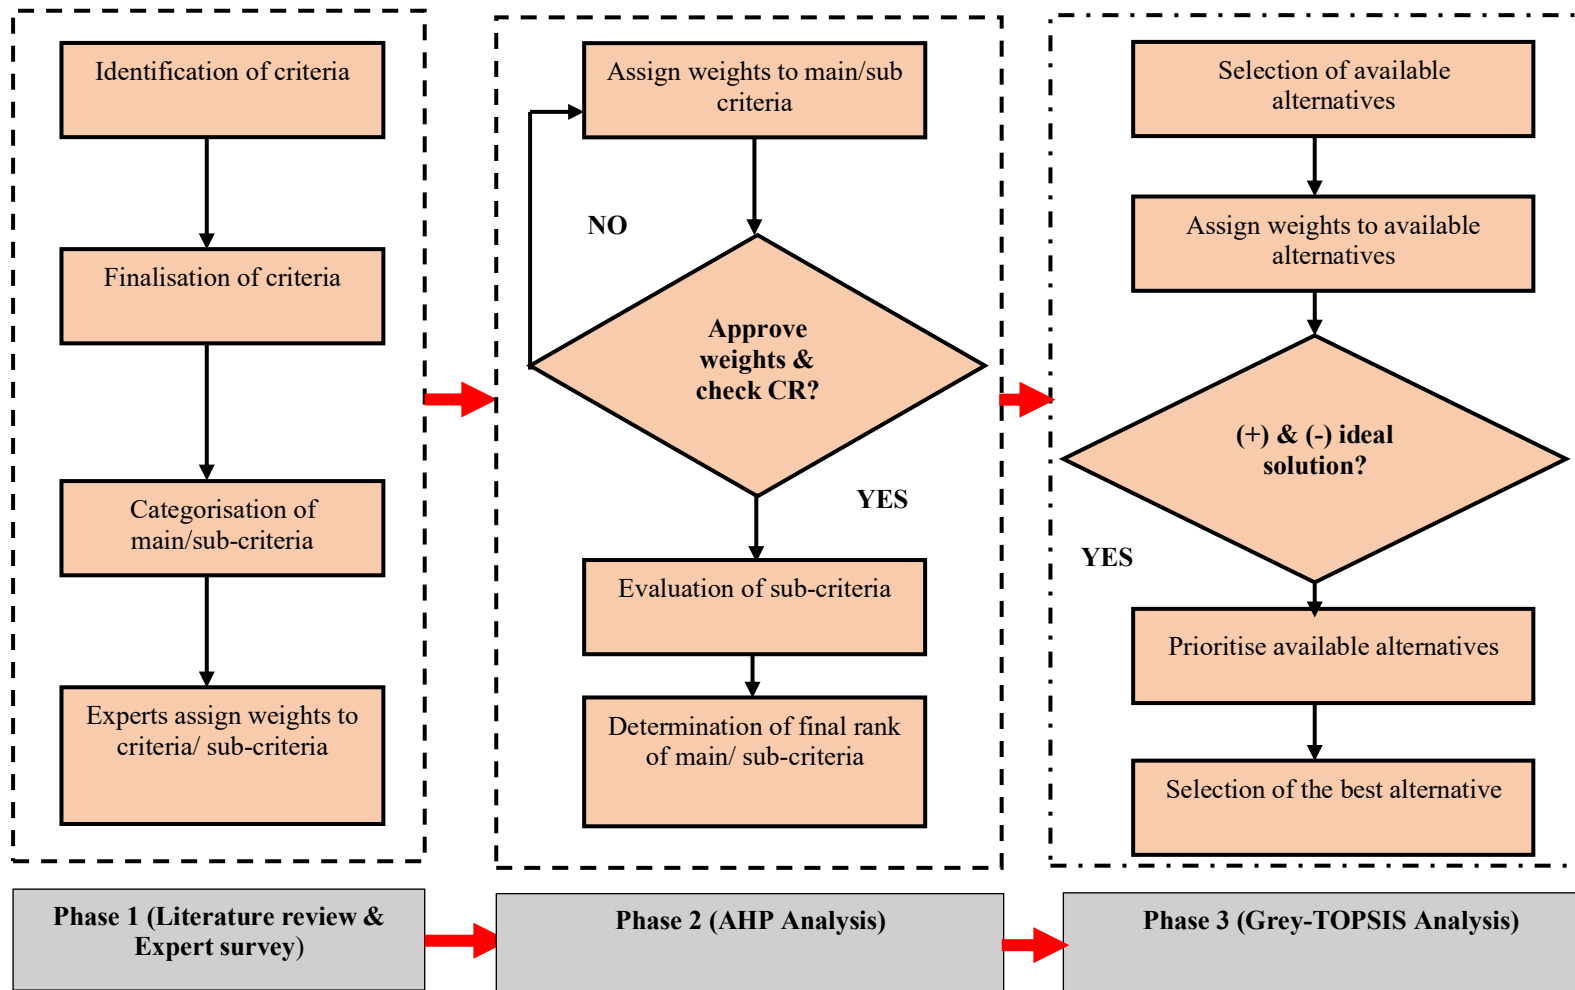 Identification of criteria
Finalisation of criteria
Categorisation of
main/sub-criteria
Experts assign weights to
criteria/ sub-criteria
Phase 1 (Literature review &
Expert survey)
Assign weights to main/sub
criteria
NO
Approve
weights &
check CR?
YES
Evaluation of sub-criteria
Determination of final rank
of main/ sub-criteria
Phase 2 (AHP Analysis)
Selection of available
alternatives
Assign weights to available
alternatives
(+) & (-) ideal
solution?
YES
Prioritise available alternatives
Selection of the best alternative
Phase 3 (Grey-TOPSIS Analysis)